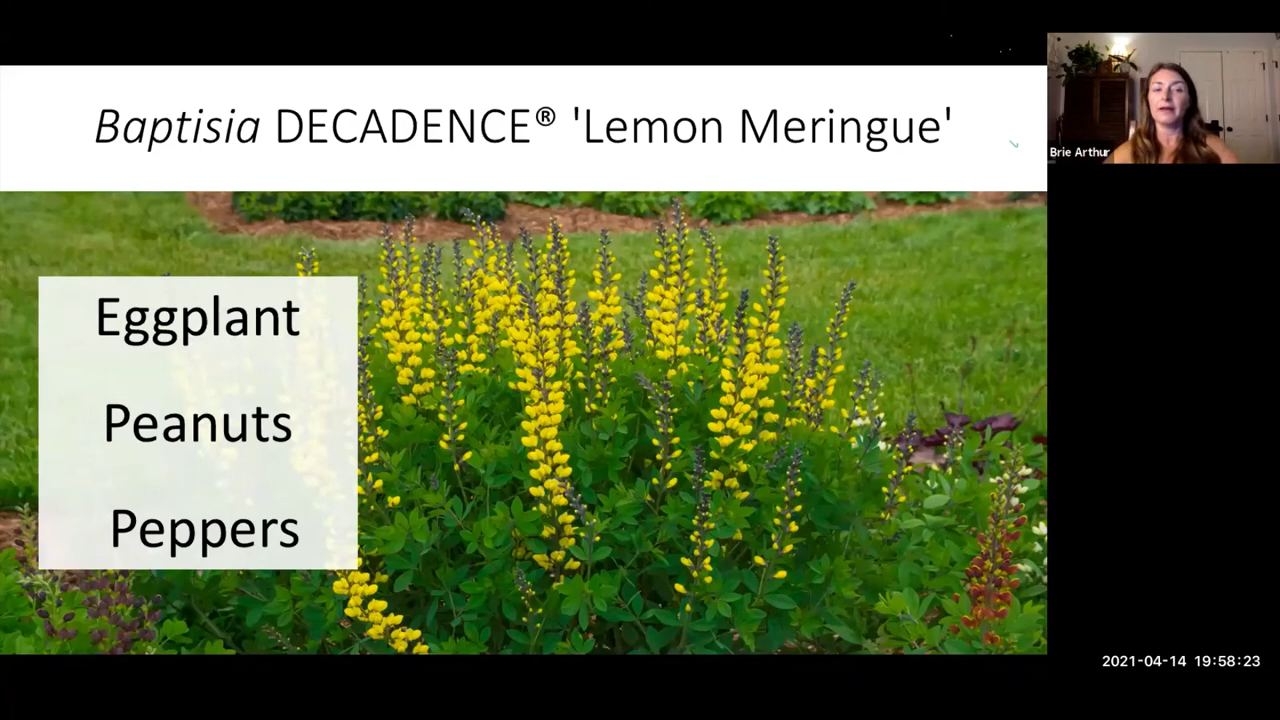 Baptisia DECADENCE® 'Lemon Meringue'
Brie Arthur
Eggplant
Peanuts
Peppers
2021-04-14 19:58:23